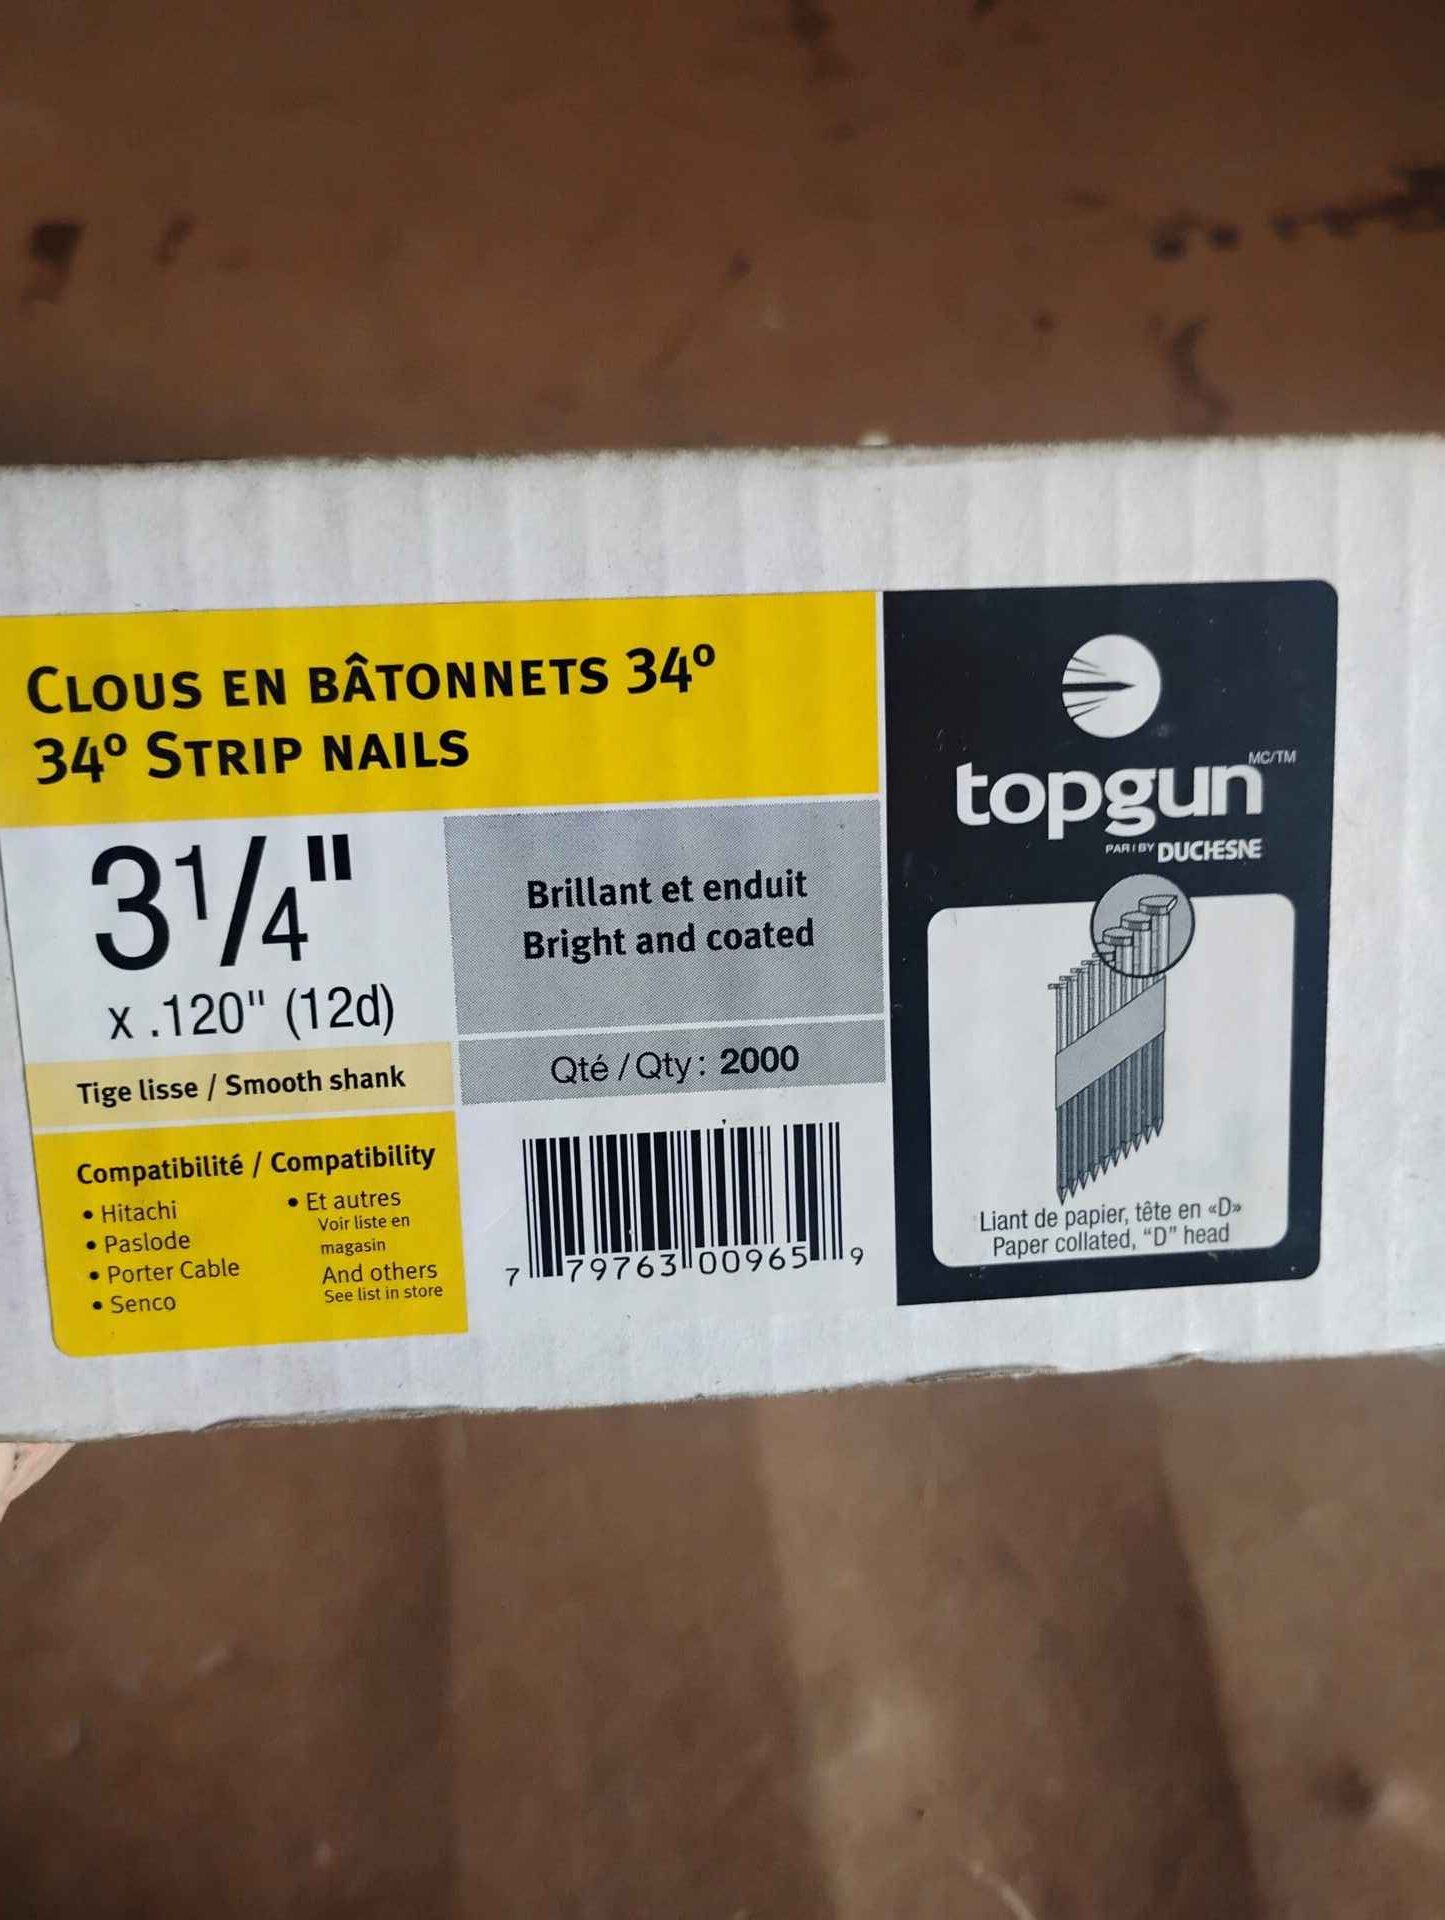 CLOUS EN BÂTONNETS 34º
34º STRIP NAILS
3 1/4"
x .120" (12d)
Tige lisse / Smooth shank
Brillant et enduit
Bright and coated
Qté / Qty : 2000
Compatibilité / Compatibility
• Hitachi
• Paslode
• Porter Cable
• Senco
• Et autres
Voir liste en
magasin
And others
See list in store
7 79763 00965 9
topgun MC/TM
PAR / BY DUCHESNE
Liant de papier, tête en «D»
Paper collated, "D" head